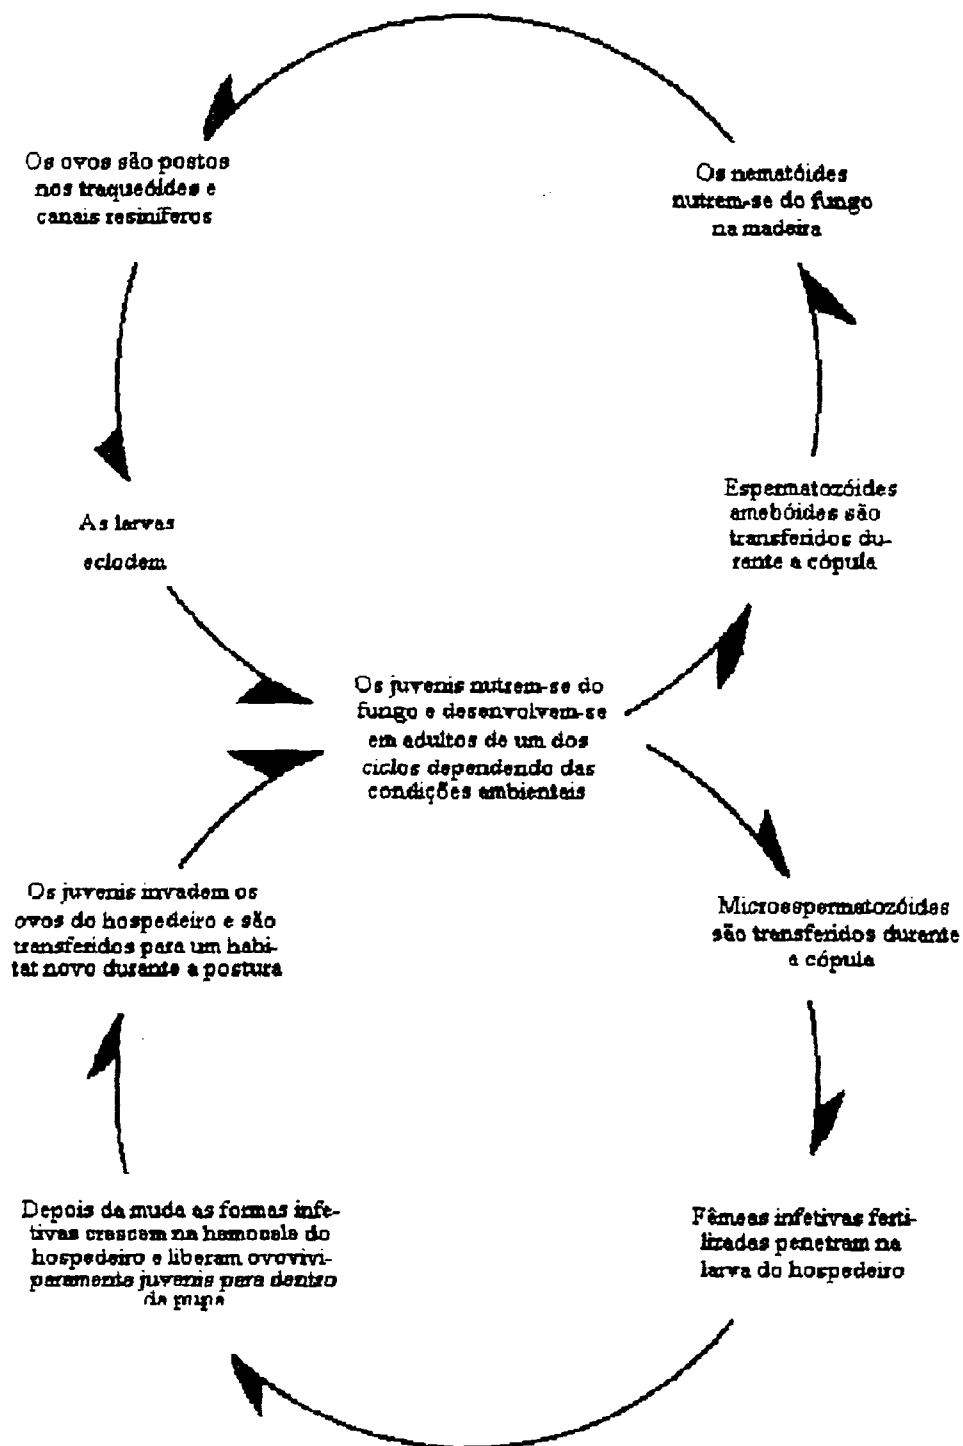 Os ovos são postos
nos traqueóides e
canais resiníferos
Os nematóides
nutrem-se do fungo
na madeira
As larvas
eclodem
Espermatozóides
amebóides são
transferidos du-
rante a cópula
Os juvenis nutrem-se do
fungo e desenvolvem-se
em adultos de um dos
ciclos dependendo das
condições ambientais
Os juvenis invadem os
ovos do hospedeiro e são
transferidos para um habi-
tat novo durante a postura
Microespermatozóides
são transferidos durante
a cópula
Depois da muda as formas infe-
tivas crescem na hemocele do
hospedeiro e liberam ovovivi-
paramente juvenis para dentro
da pupa
Fêmeas infetivas ferti-
lizadas penetram na
larva do hospedeiro